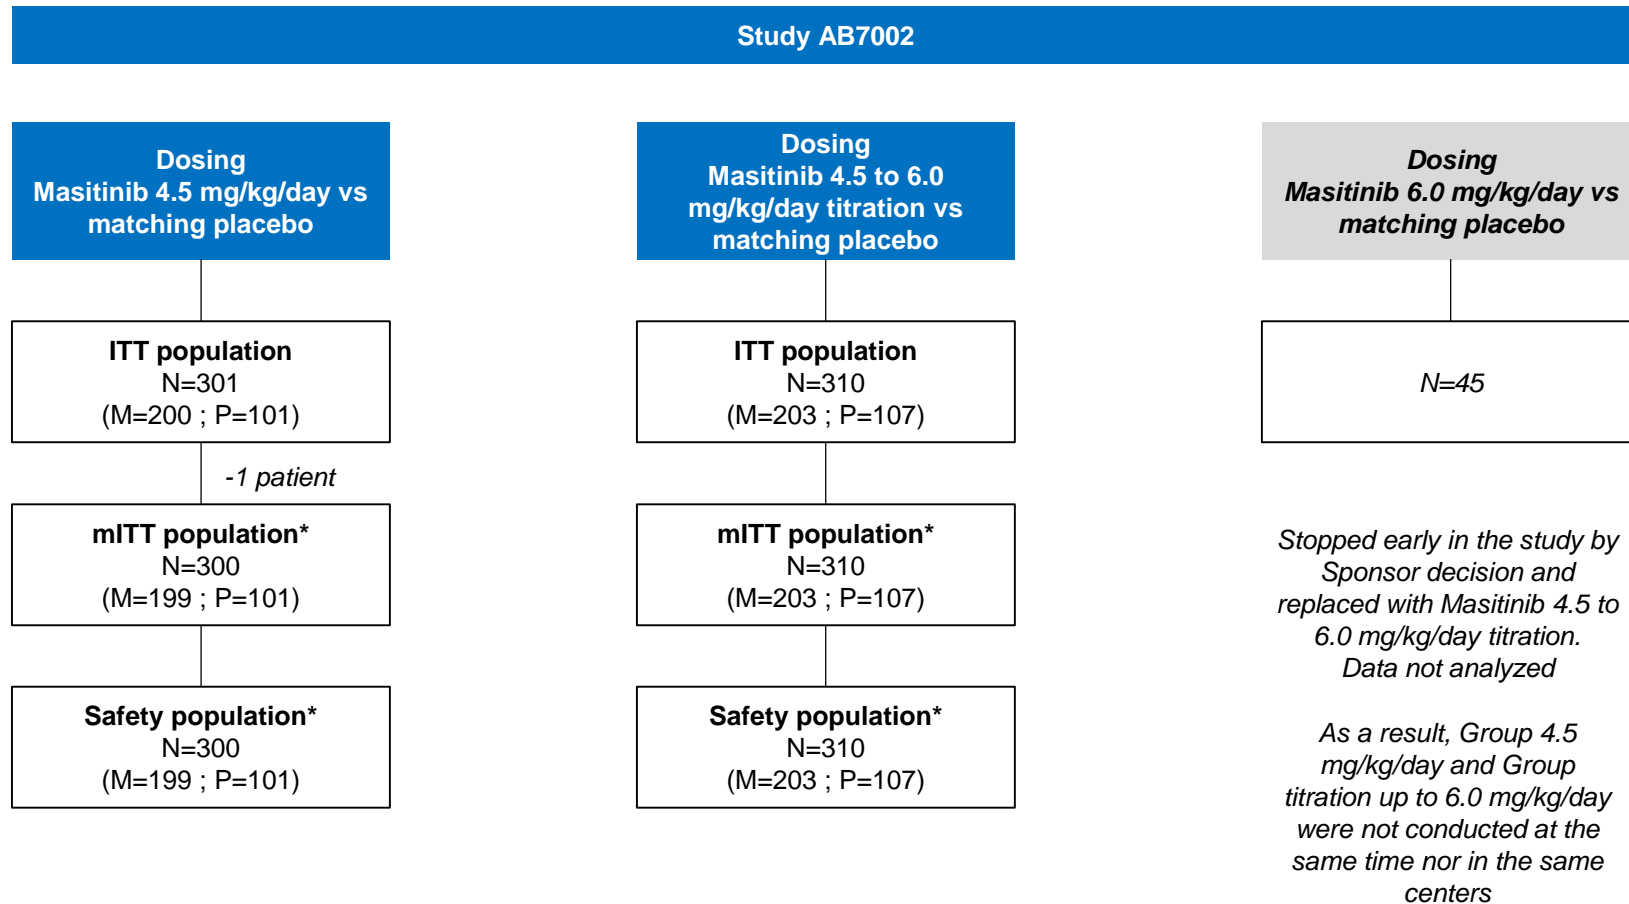 Study AB7002
Dosing
Masitinib 4.5 mg/kg/day vs
matching placebo
ITT population
N=301
(M=200 ; P=101)
-1 patient
mITT population*
N=300
(M=199 ; P=101)
Safety population*
N=300
(M=199 ; P=101)
Dosing
Masitinib 4.5 to 6.0
mg/kg/day titration vs
matching placebo
ITT population
N=310
(M=203 ; P=107)
mITT population*
N=310
(M=203 ; P=107)
Safety population*
N=310
(M=203 ; P=107)
Dosing
Masitinib 6.0 mg/kg/day vs
matching placebo
N=45
Stopped early in the study by
Sponsor decision and
replaced with Masitinib 4.5 to
6.0 mg/kg/day titration.
Data not analyzed
As a result, Group 4.5
mg/kg/day and Group
titration up to 6.0 mg/kg/day
were not conducted at the
same time nor in the same
centers